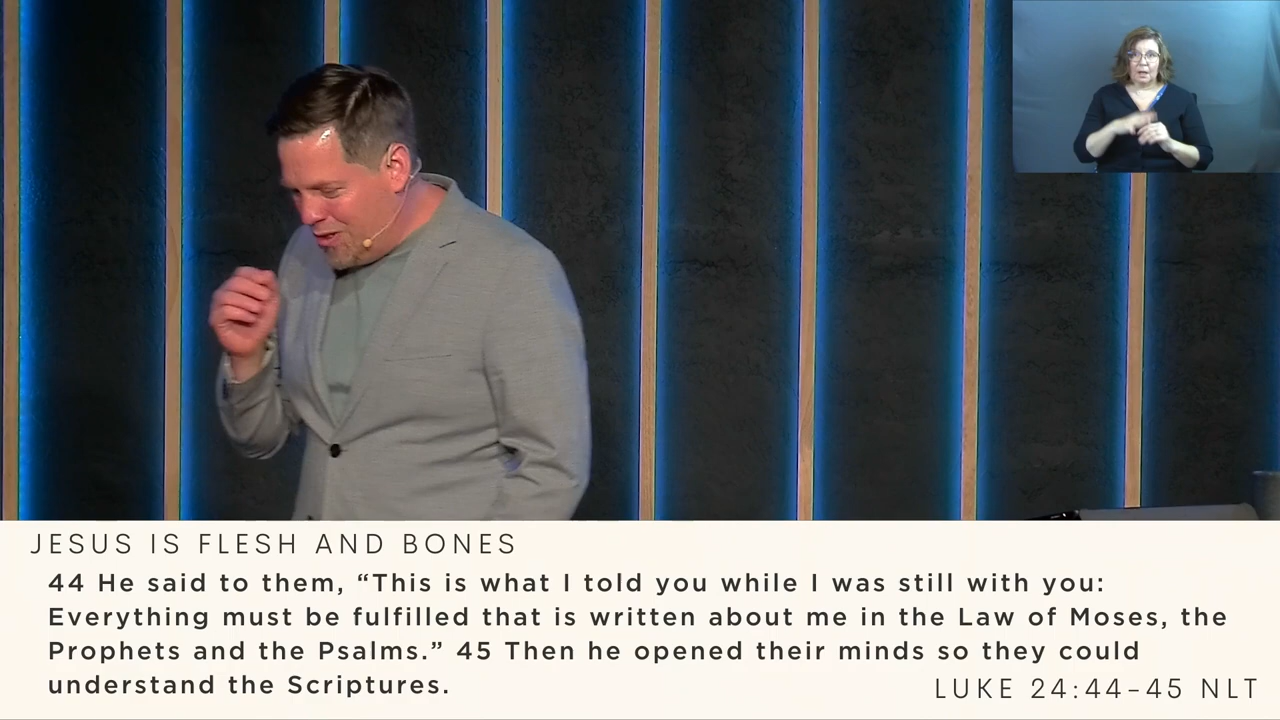 JESUS IS FLESH AND BONES
44 He said to them, “This is what I told you while I was still with you:
Everything must be fulfilled that is written about me in the Law of Moses, the
Prophets and the Psalms.” 45 Then he opened their minds so they could
understand the Scriptures.
LUKE 24:44-45 NLT